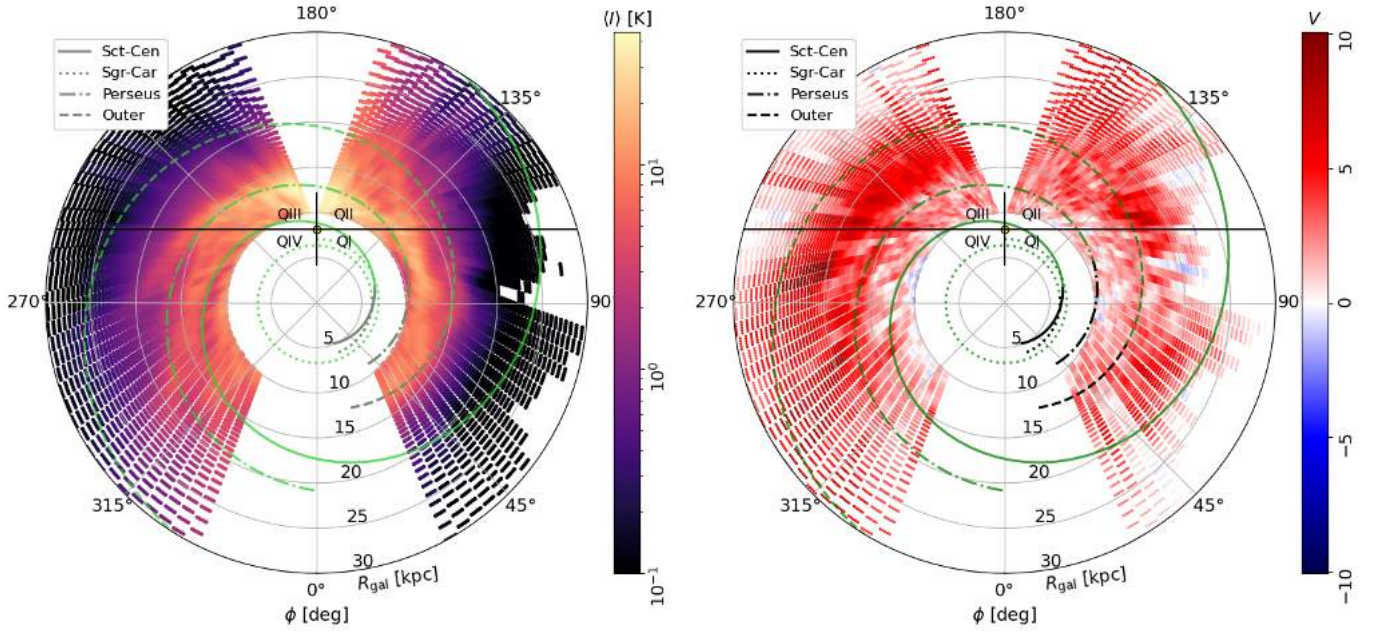 180°
⟨I⟩ [K]
Sct-Cen
Sgr-Car
Perseus
Outer
135°
10¹
QIII
QII
QIV
QI
270°
90°
5
10
10⁰
15
20
315°
45°
25
30
R_gal [kpc]
10⁻¹
0°
ϕ [deg]
180°
V
10
Sct-Cen
Sgr-Car
Perseus
Outer
135°
5
QIII
QII
QIV
QI
270°
90
0
5
10
15
−5
20
315°
45°
25
30
R_gal [kpc]
−10
0°
ϕ [deg]